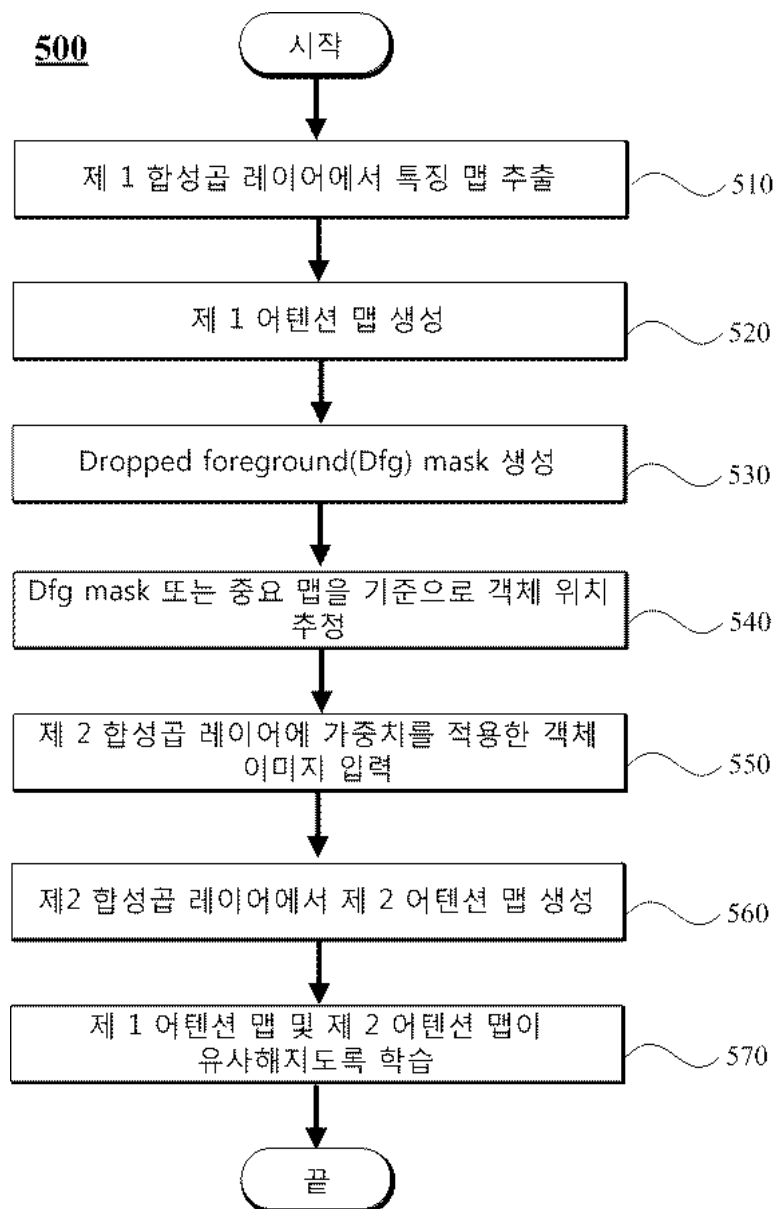 500
시작
제 1 합성곱 레이어에서 특징 맵 추출
510
제 1 어텐션 맵 생성
520
Dropped foreground(Dfg) mask 생성
530
Dfg mask 또는 중요 맵을 기준으로 객체 위치
추정
540
제 2 합성곱 레이어에 가중치를 적용한 객체
이미지 입력
550
제2 합성곱 레이어에서 제 2 어텐션 맵 생성
560
제 1 어텐션 맵 및 제 2 어텐션 맵이
유사해지도록 학습
570
끝